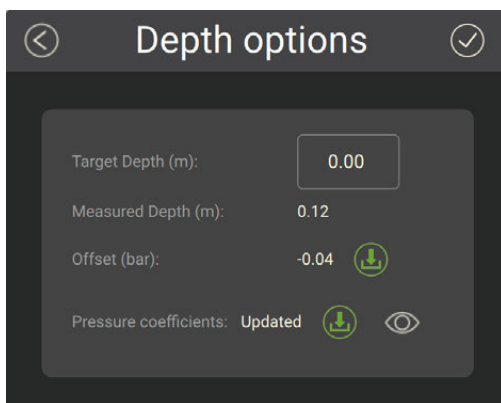 Depth options
Target Depth (m): 0.00
Measured Depth (m): 0.12
Offset (bar): -0.04
Pressure coefficients: Updated